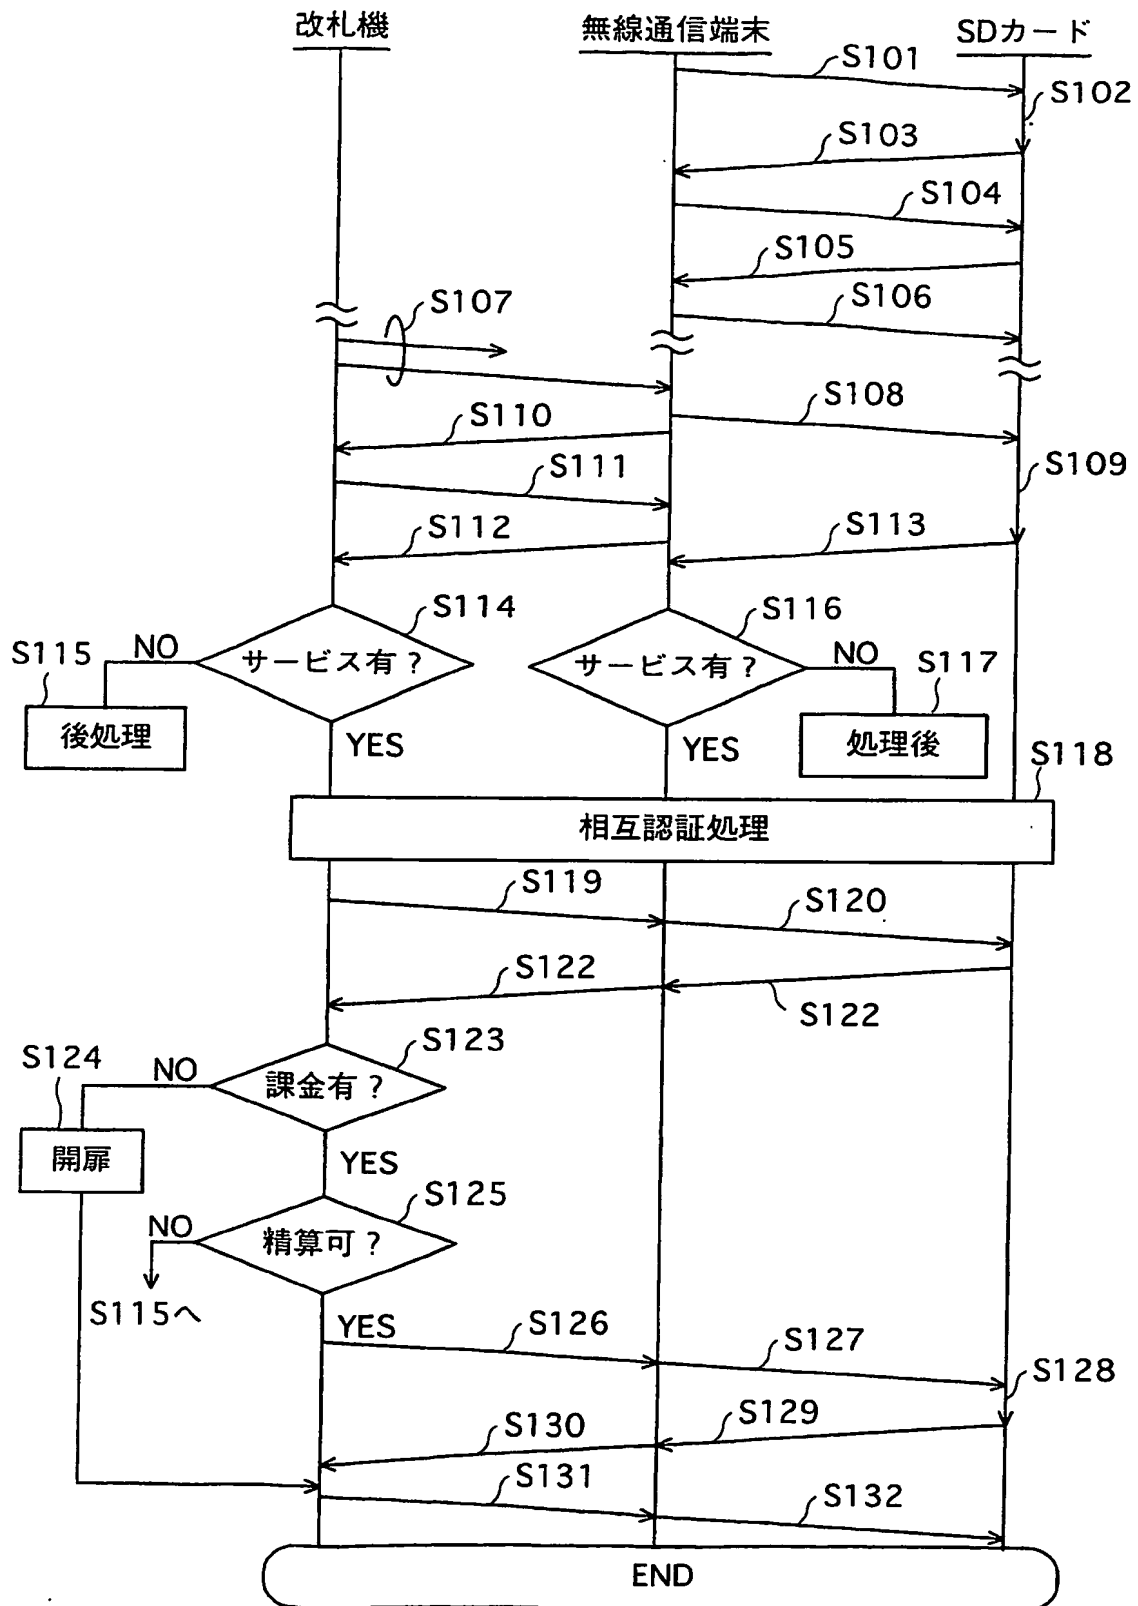 改札機
無線通信端末
SDカード
S101
S102
S103
S104
S105
S106
S107
S108
S110
S109
S111
S112
S113
S114
S116
S115
NO
サービス有？
サービス有？
NO
S117
後処理
YES
YES
処理後
S118
相互認証処理
S119
S120
S122
S122
S123
S124
NO
課金有？
開扉
YES
S125
NO
精算可？
S115へ
YES
S126
S127
S128
S129
S130
S131
S132
END